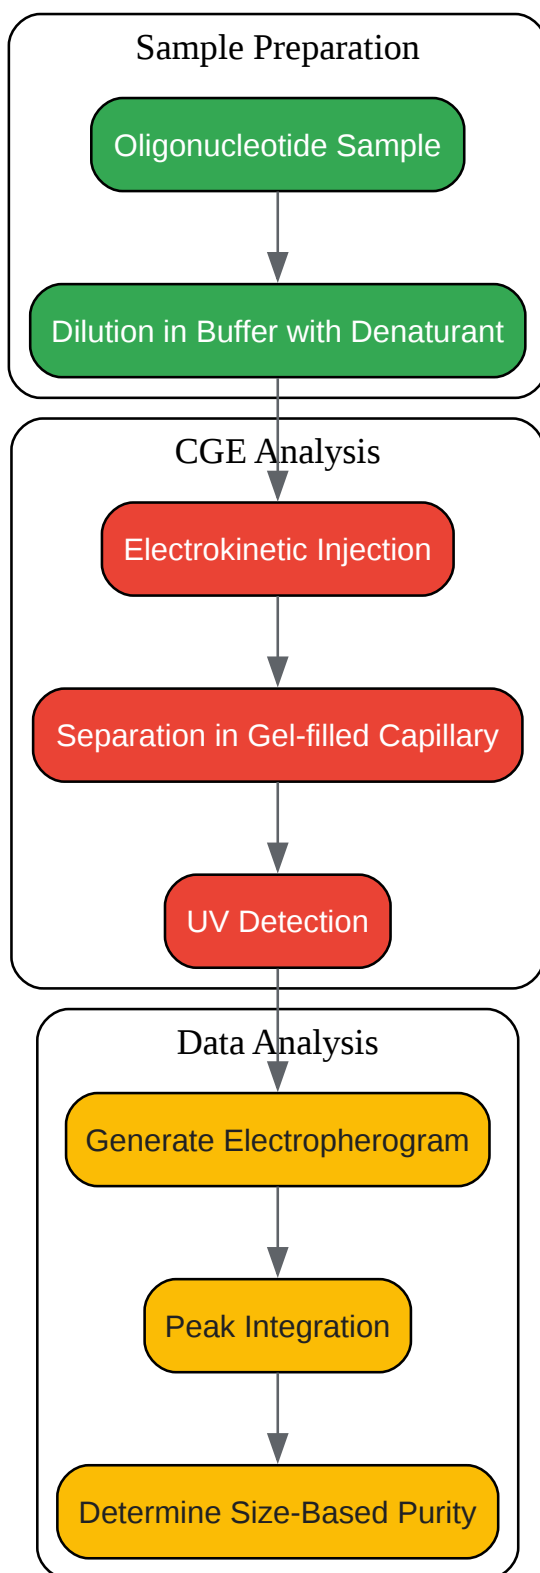 Sample Preparation
Oligonucleotide Sample
Dilution in Buffer with Denaturant
CGE Analysis
Electrokinetic Injection
Separation in Gel-filled Capillary
UV Detection
Data Analysis
Generate Electropherogram
Peak Integration
Determine Size-Based Purity